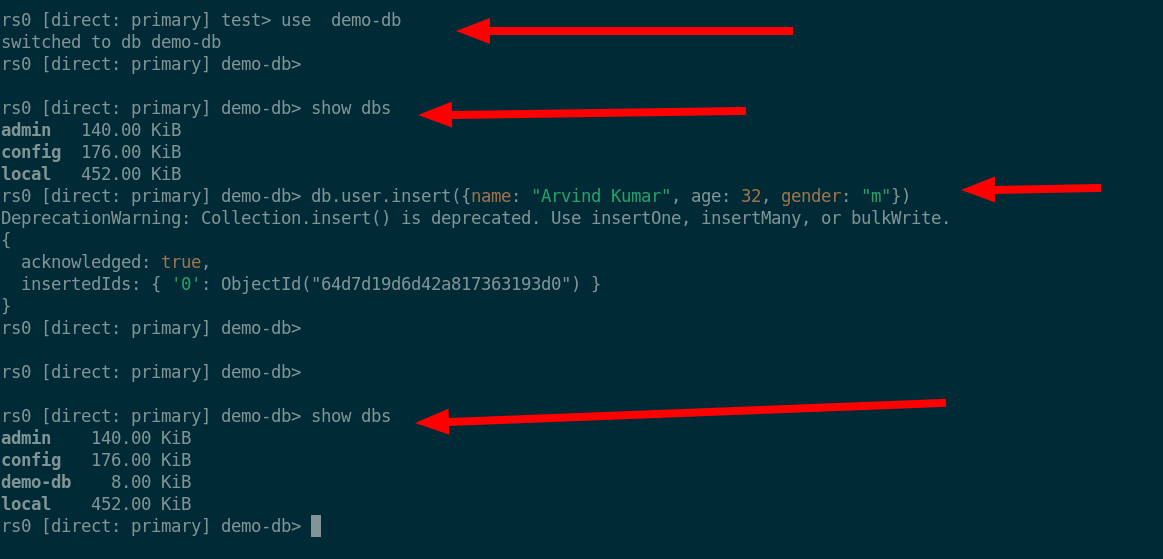 rs0 [direct: primary] test> use  demo-db
switched to db demo-db
rs0 [direct: primary] demo-db>
rs0 [direct: primary] demo-db> show dbs
admin   140.00 KiB
config  176.00 KiB
local   452.00 KiB
rs0 [direct: primary] demo-db> db.user.insert({name: "Arvind Kumar", age: 32, gender: "m"})
DeprecationWarning: Collection.insert() is deprecated. Use insertOne, insertMany, or bulkWrite.
{
  acknowledged: true,
  insertedIds: { '0': ObjectId("64d7d19d6d42a817363193d0") }
}
rs0 [direct: primary] demo-db>
rs0 [direct: primary] demo-db>
rs0 [direct: primary] demo-db> show dbs
admin    140.00 KiB
config   176.00 KiB
demo-db    8.00 KiB
local    452.00 KiB
rs0 [direct: primary] demo-db>